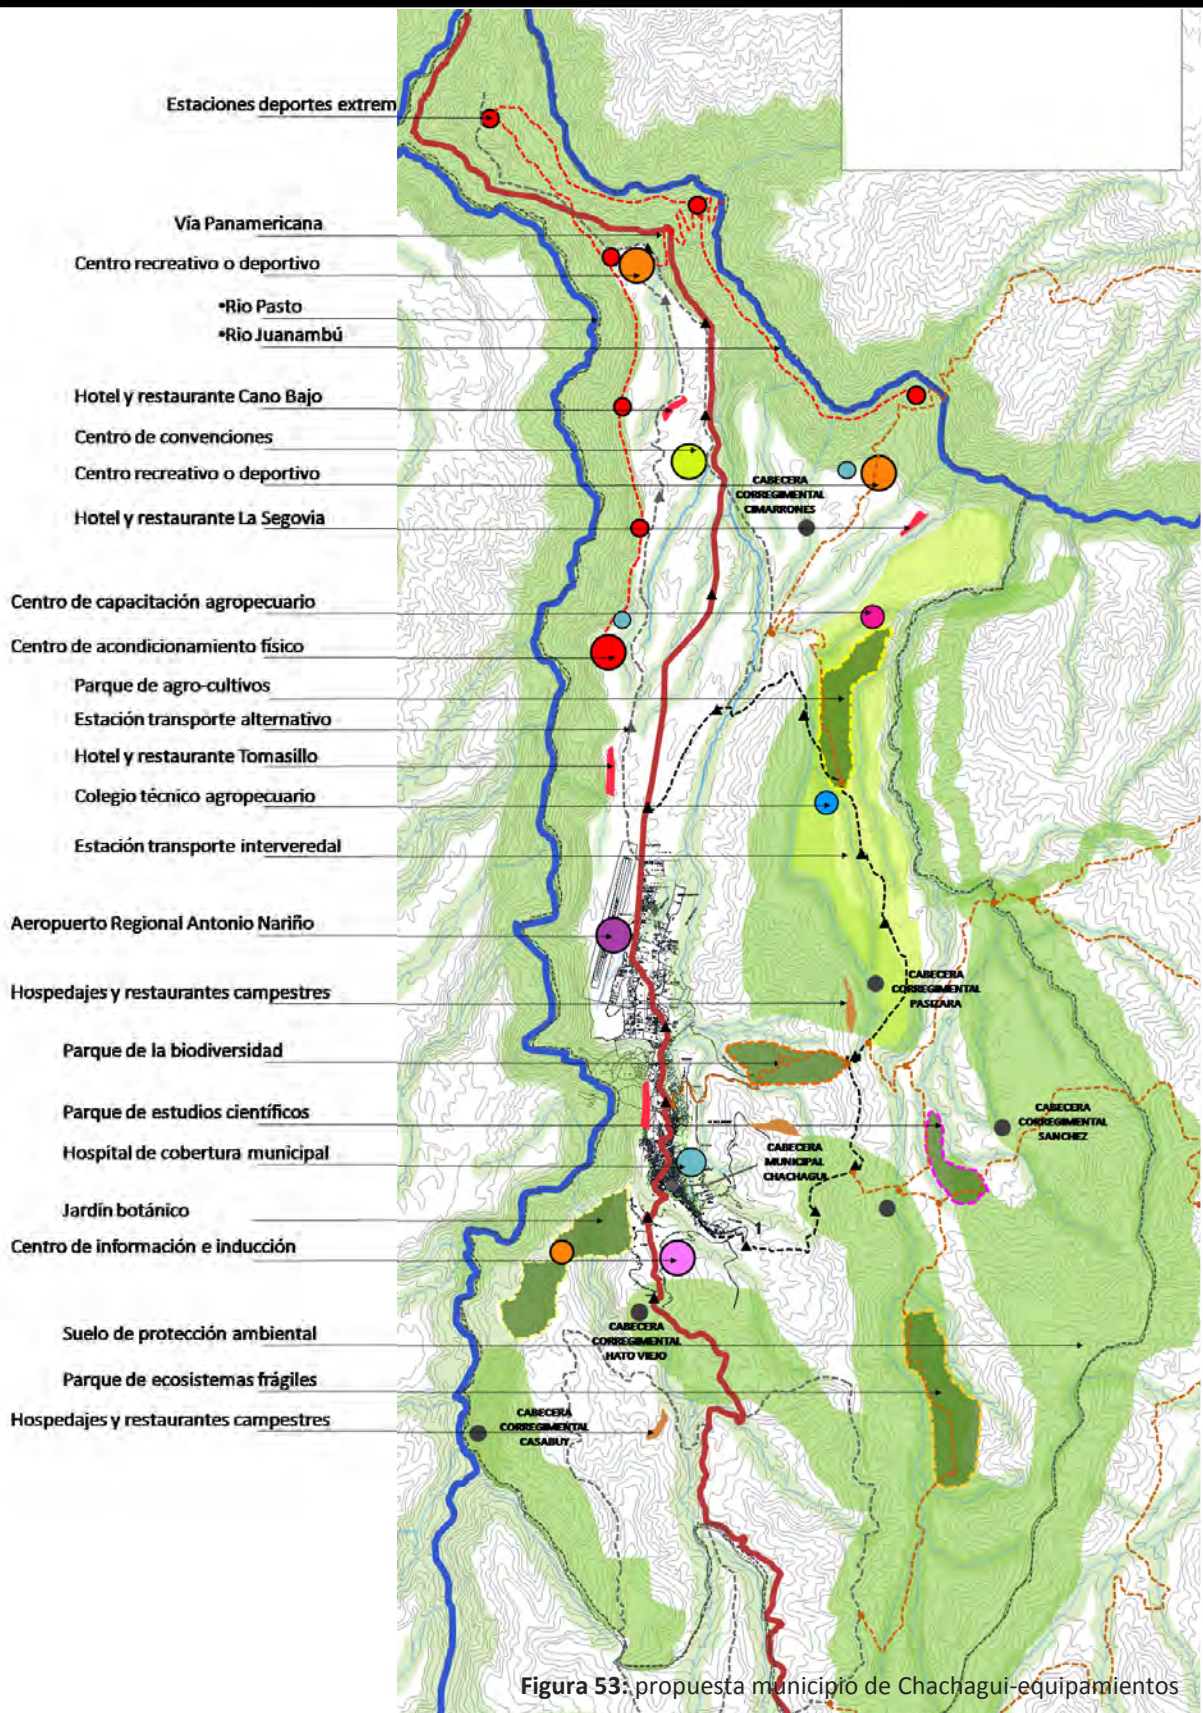 Estaciones deportes extrem
Vía Panamericana
Centro recreativo o deportivo
•Rio Pasto
•Rio Juanambú
Hotel y restaurante Cano Bajo
Centro de convenciones
Centro recreativo o deportivo
CABECERA
CORREGIMENTAL
CIMARRONES
Hotel y restaurante La Segovia
Centro de capacitación agropecuario
Centro de acondicionamiento físico
Parque de agro-cultivos
Estación transporte alternativo
Hotel y restaurante Tomasillo
Colegio técnico agropecuario
Estación transporte interveredal
Aeropuerto Regional Antonio Nariño
CABECERA
CORREGIMENTAL
PASIZARA
Hospedajes y restaurantes campestres
Parque de la biodiversidad
Parque de estudios científicos
CABECERA
CORREGIMENTAL
SANCHEZ
Hospital de cobertura municipal
CABECERA
MUNICIPAL
CHACHAGUI
Jardín botánico
1
Centro de información e inducción
Suelo de protección ambiental
CABECERA
CORREGIMENTAL
HATO VIEJO
Parque de ecosistemas frágiles
Hospedajes y restaurantes campestres
CABECERA
CORREGIMENTAL
CASABUY
Figura 53: propuesta municipio de Chachagui-equipamientos